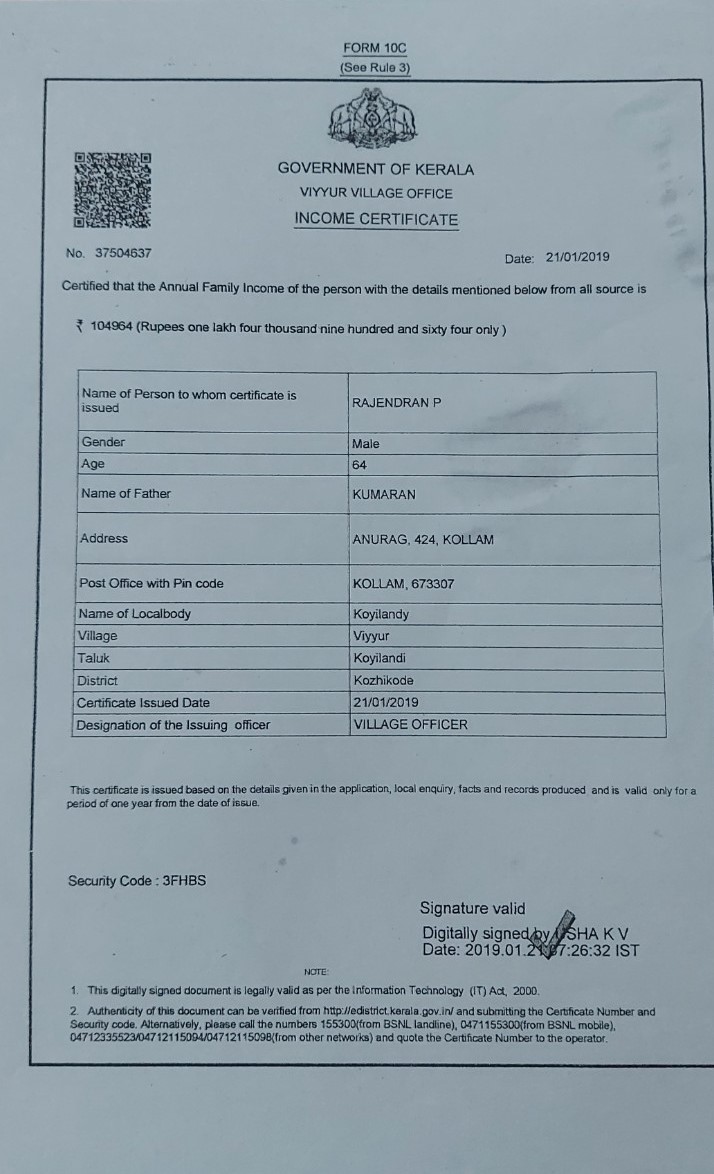 FORM 10C
(See Rule 3)
GOVERNMENT OF KERALA
VIYYUR VILLAGE OFFICE
INCOME CERTIFICATE
No. 37504637
Date: 21/01/2019
Certified that the Annual Family Income of the person with the details mentioned below from all source is
₹ 104964 (Rupees one lakh four thousand nine hundred and sixty four only )
Name of Person to whom certificate is
issued
RAJENDRAN P
Gender Male
Age 64
Name of Father KUMARAN
Address ANURAG, 424, KOLLAM
Post Office with Pin code KOLLAM, 673307
Name of Localbody Koyilandy
Village Viyyur
Taluk Koyilandi
District Kozhikode
Certificate Issued Date 21/01/2019
Designation of the Issuing officer VILLAGE OFFICER
This certificate is issued based on the details given in the application, local enquiry, facts and records produced and is valid only for a
period of one year from the date of issue.
Security Code : 3FHBS
Signature valid
Digitally signed by USHA K V
Date: 2019.01.21 :26:32 IST
NOTE:
1. This digitally signed document is legally valid as per the Information Technology (IT) Act, 2000.
2. Authenticity of this document can be verified from http://edistrict.kerala.gov.in/ and submitting the Certificate Number and
Security code. Alternatively, please call the numbers 155300(from BSNL landline), 0471155300(from BSNL mobile),
04712335523/04712115094/04712115098(from other networks) and quote the Certificate Number to the operator.